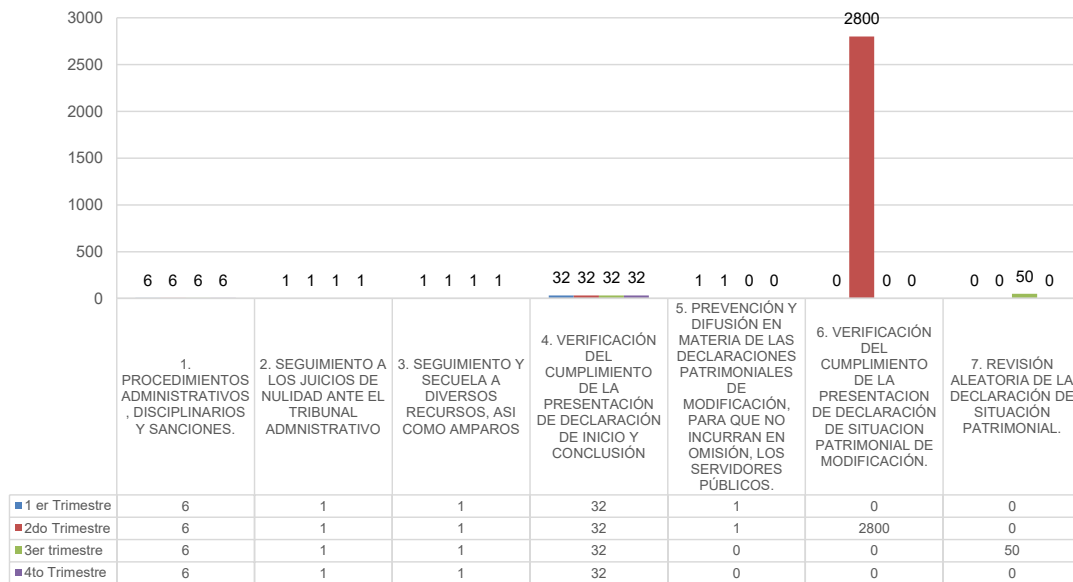 3000
2500
2000
1500
1000
500
0
6 6 6 6
1 1 1 1
1 1 1 1
32 32 32 32
1 1 0 0
0 2800 0 0
0 0 50 0
1.
PROCEDIMIENTOS
ADMINISTRATIVOS
, DISCIPLINARIOS
Y SANCIONES.
2. SEGUIMIENTO A
LOS JUICIOS DE
NULIDAD ANTE EL
TRIBUNAL
ADMNISTRATIVO
3. SEGUIMIENTO Y
SECUELA A
DIVERSOS
RECURSOS, ASI
COMO AMPAROS
4. VERIFICACIÓN
DEL
CUMPLIMIENTO
DE LA
PRESENTACIÓN
DE DECLARACIÓN
DE INICIO Y
CONCLUSIÓN
5. PREVENCIÓN Y
DIFUSIÓN EN
MATERIA DE LAS
DECLARACIONES
PATRIMONIALES
DE
MODIFICACIÓN,
PARA QUE NO
INCURRAN EN
OMISIÓN, LOS
SERVIDORES
PÚBLICOS.
6. VERIFICACIÓN
DEL
CUMPLIMIENTO
DE LA
PRESENTACION
DE DECLARACIÓN
DE SITUACION
PATRIMONIAL DE
MODIFICACIÓN.
7. REVISIÓN
ALEATORIA DE LA
DECLARACIÓN DE
SITUACIÓN
PATRIMONIAL.
1 er Trimestre 6 1 1 32 1 0 0
2do Trimestre 6 1 1 32 1 2800 0
3er trimestre 6 1 1 32 0 0 50
4to Trimestre 6 1 1 32 0 0 0